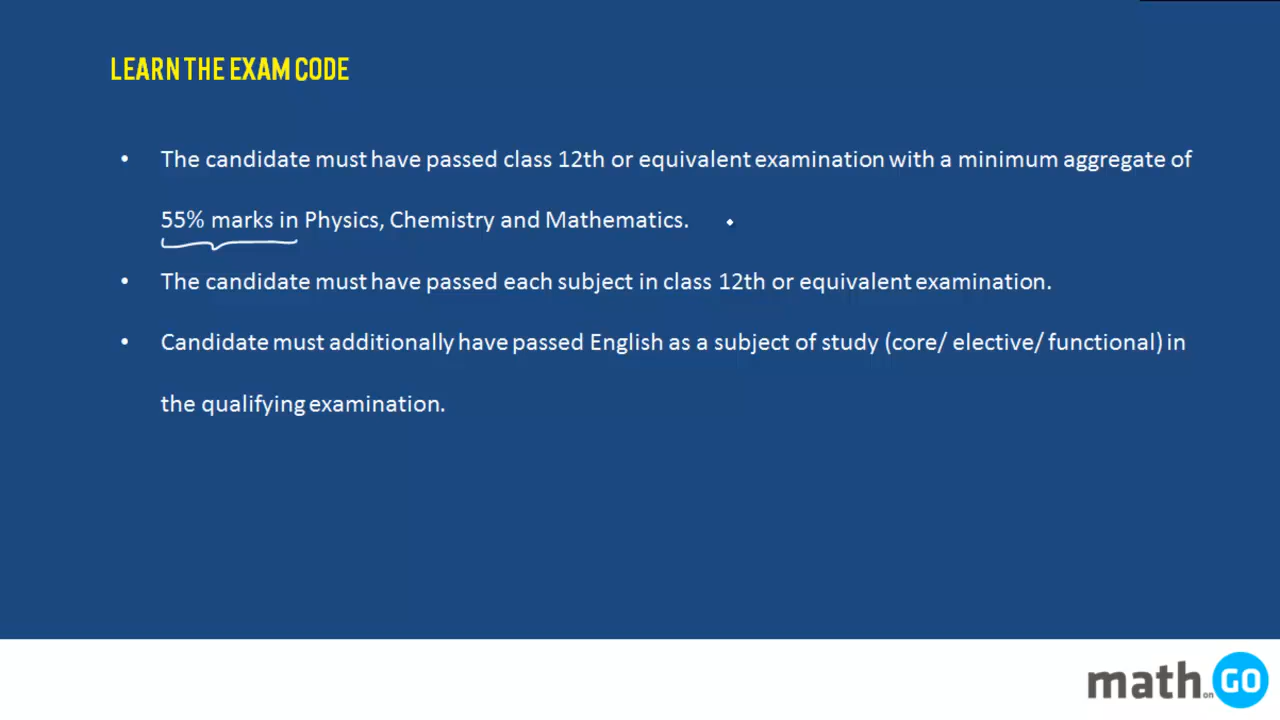 LEARN THE EXAM CODE
• The candidate must have passed class 12th or equivalent examination with a minimum aggregate of
55% marks in Physics, Chemistry and Mathematics.
• The candidate must have passed each subject in class 12th or equivalent examination.
• Candidate must additionally have passed English as a subject of study (core/ elective/ functional) in
the qualifying examination.
math on GO